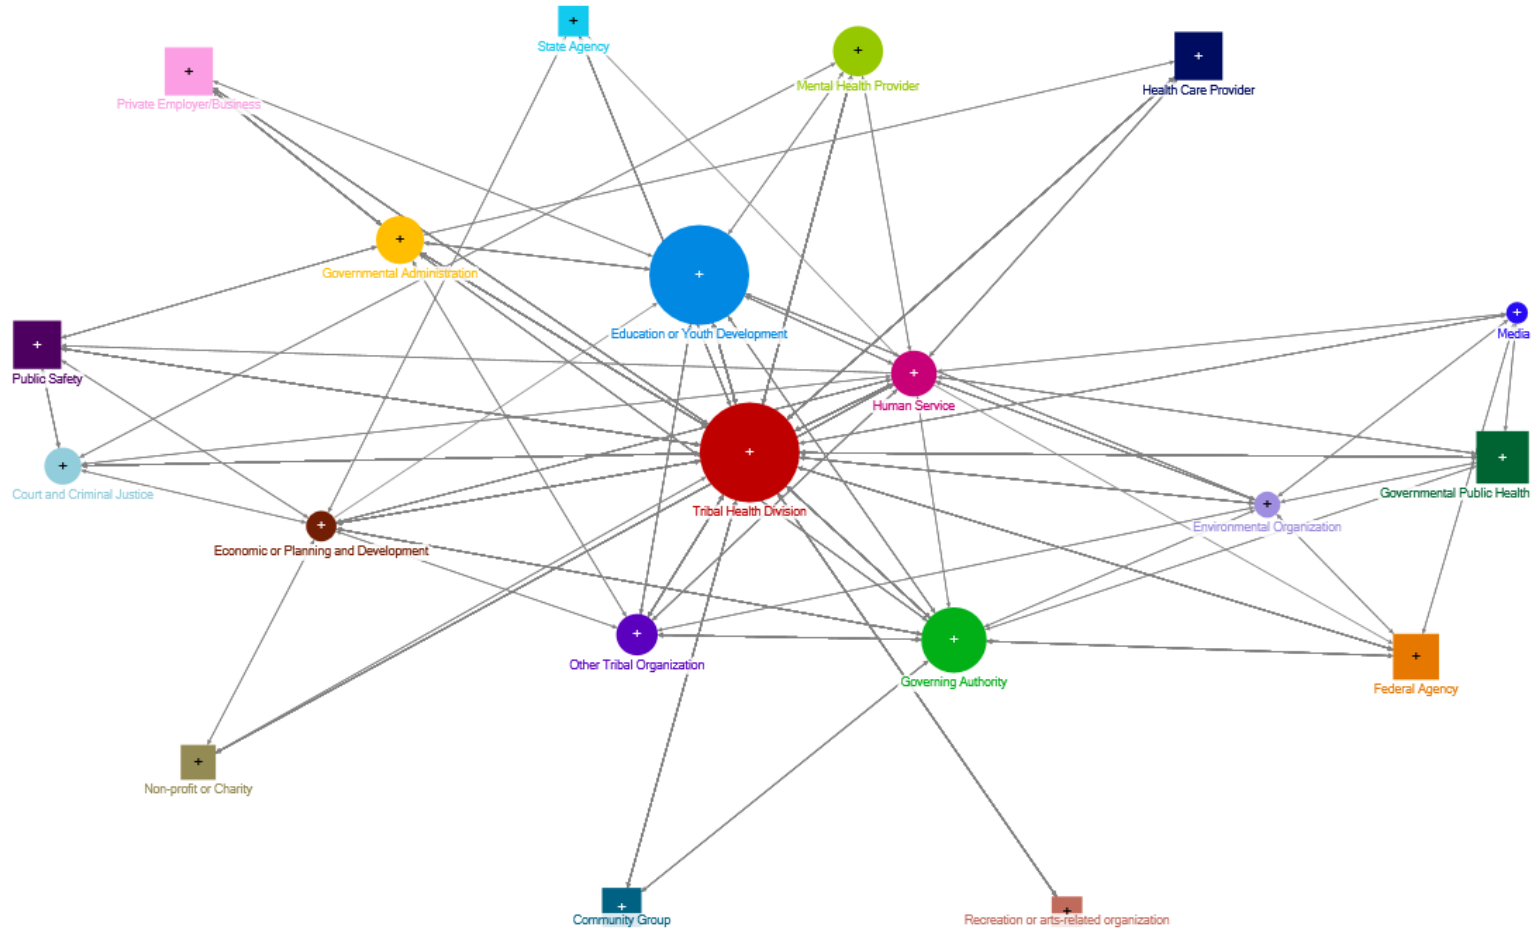 State Agency
Mental Health Provider
Health Care Provider
Private Employer/Business
Governmental Administration
Education or Youth Development
Media
Public Safety
Human Service
Court and Criminal Justice
Governmental Public Health
Tribal Health Division
Environmental Organization
Economic or Planning and Development
Other Tribal Organization
Governing Authority
Federal Agency
Non-profit or Charity
Community Group
Recreation or arts-related organization